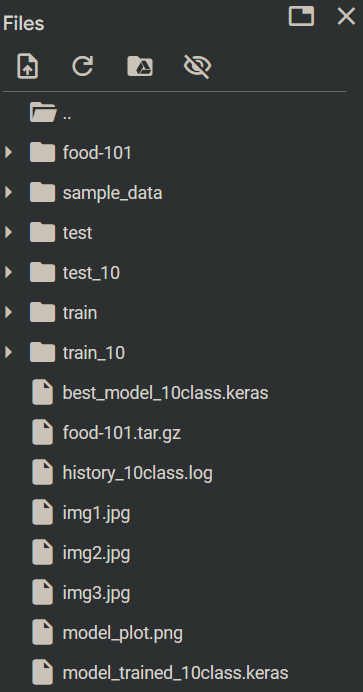 Files
..
food-101
sample_data
test
test_10
train
train_10
best_model_10class.keras
food-101.tar.gz
history_10class.log
img1.jpg
img2.jpg
img3.jpg
model_plot.png
model_trained_10class.keras